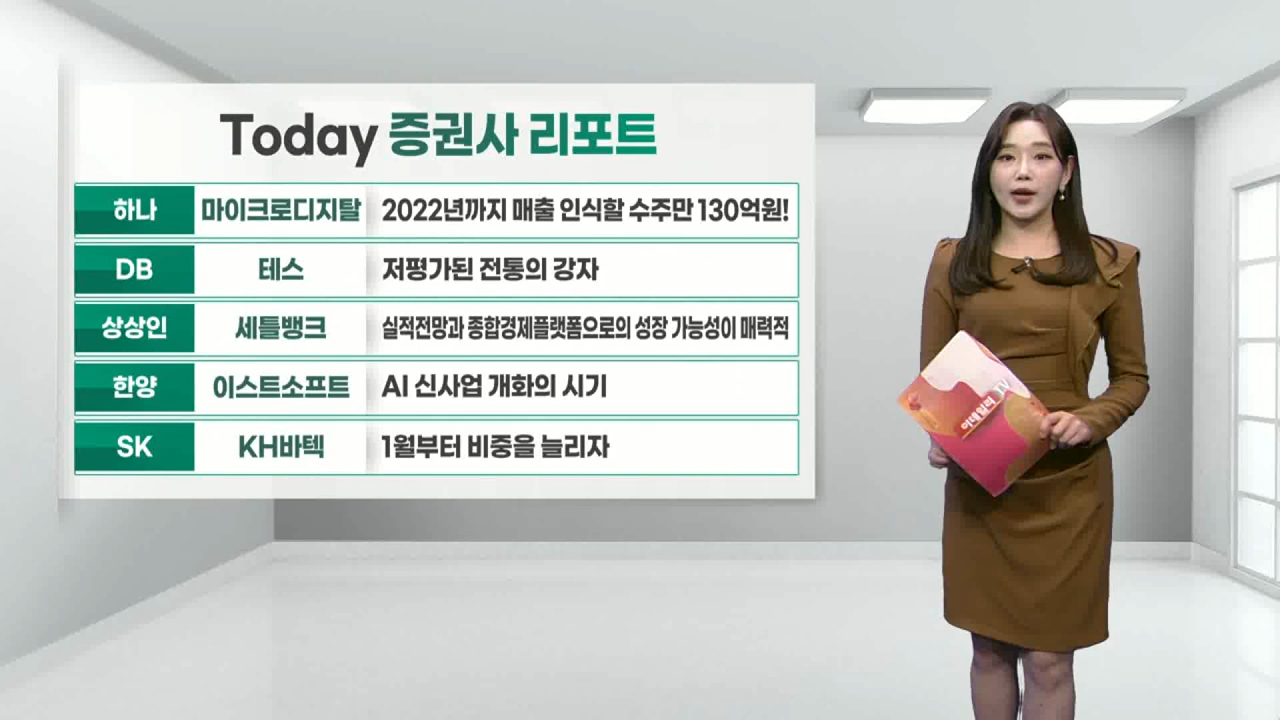 Today 증권사 리포트
하나 마이크로디지탈 2022년까지 매출 인식할 수주만 130억원!
DB 테스 저평가된 전통의 강자
상상인 세틀뱅크 실적전망과 종합경제플랫폼으로의 성장 가능성이 매력적
한양 이스트소프트 AI 신사업 개화의 시기
SK KH바텍 1월부터 비중을 늘리자
이데일리 TV